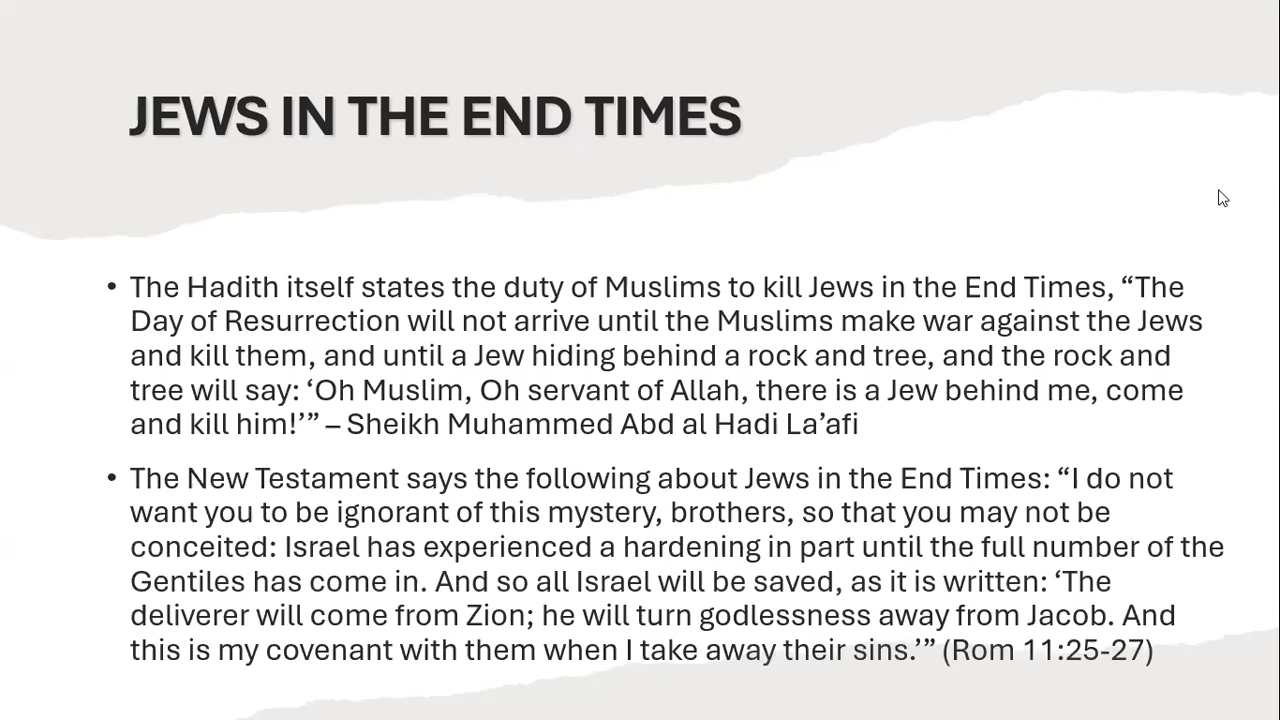 JEWS IN THE END TIMES
• The Hadith itself states the duty of Muslims to kill Jews in the End Times, “The
Day of Resurrection will not arrive until the Muslims make war against the Jews
and kill them, and until a Jew hiding behind a rock and tree, and the rock and
tree will say: ‘Oh Muslim, Oh servant of Allah, there is a Jew behind me, come
and kill him!’” – Sheikh Muhammed Abd al Hadi La’afi
• The New Testament says the following about Jews in the End Times: “I do not
want you to be ignorant of this mystery, brothers, so that you may not be
conceited: Israel has experienced a hardening in part until the full number of the
Gentiles has come in. And so all Israel will be saved, as it is written: ‘The
deliverer will come from Zion; he will turn godlessness away from Jacob. And
this is my covenant with them when I take away their sins.’” (Rom 11:25-27)